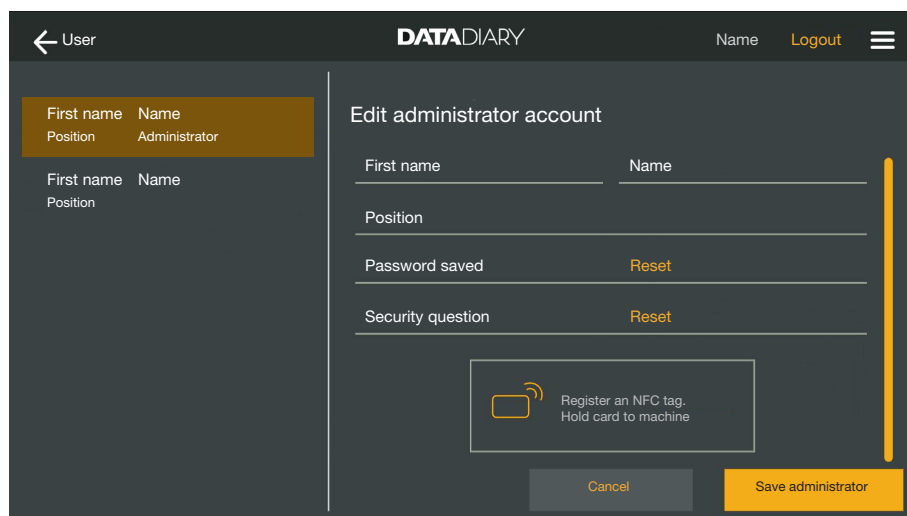 User
DATADIARY
Name Logout
First name Name
Position Administrator
First name Name
Position
Edit administrator account
First name Name
Position
Password saved Reset
Security question Reset
Register an NFC tag.
Hold card to machine
Cancel Save administrator